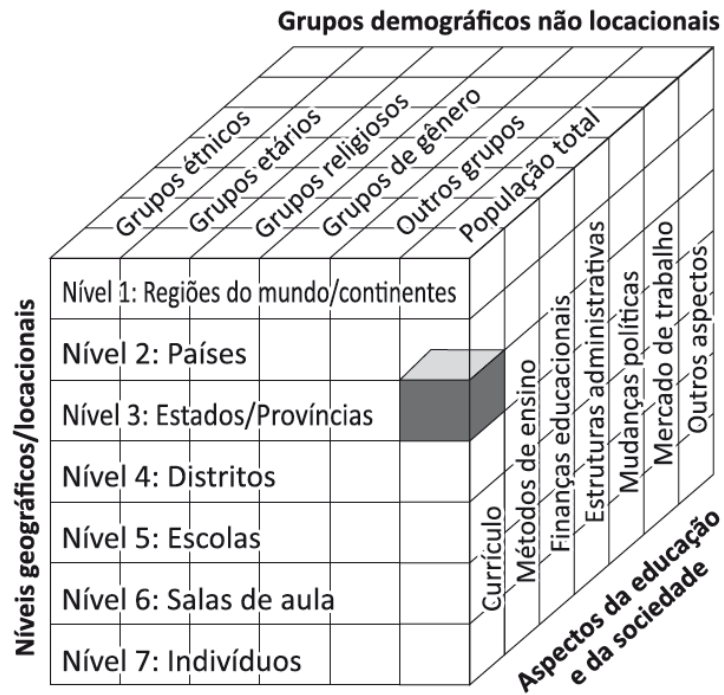 Grupos demográficos não locacionais
Grupos étnicos
Grupos etários
Grupos religiosos
Grupos de gênero
Outros grupos
População total
Níveis geográficos/locacionais
Nível 1: Regiões do mundo/continentes
Nível 2: Países
Nível 3: Estados/Províncias
Nível 4: Distritos
Nível 5: Escolas
Nível 6: Salas de aula
Nível 7: Indivíduos
Currículo
Métodos de ensino
Finanças educacionais
Estruturas administrativas
Mudanças políticas
Mercado de trabalho
Outros aspectos
Aspectos da educação
e da sociedade